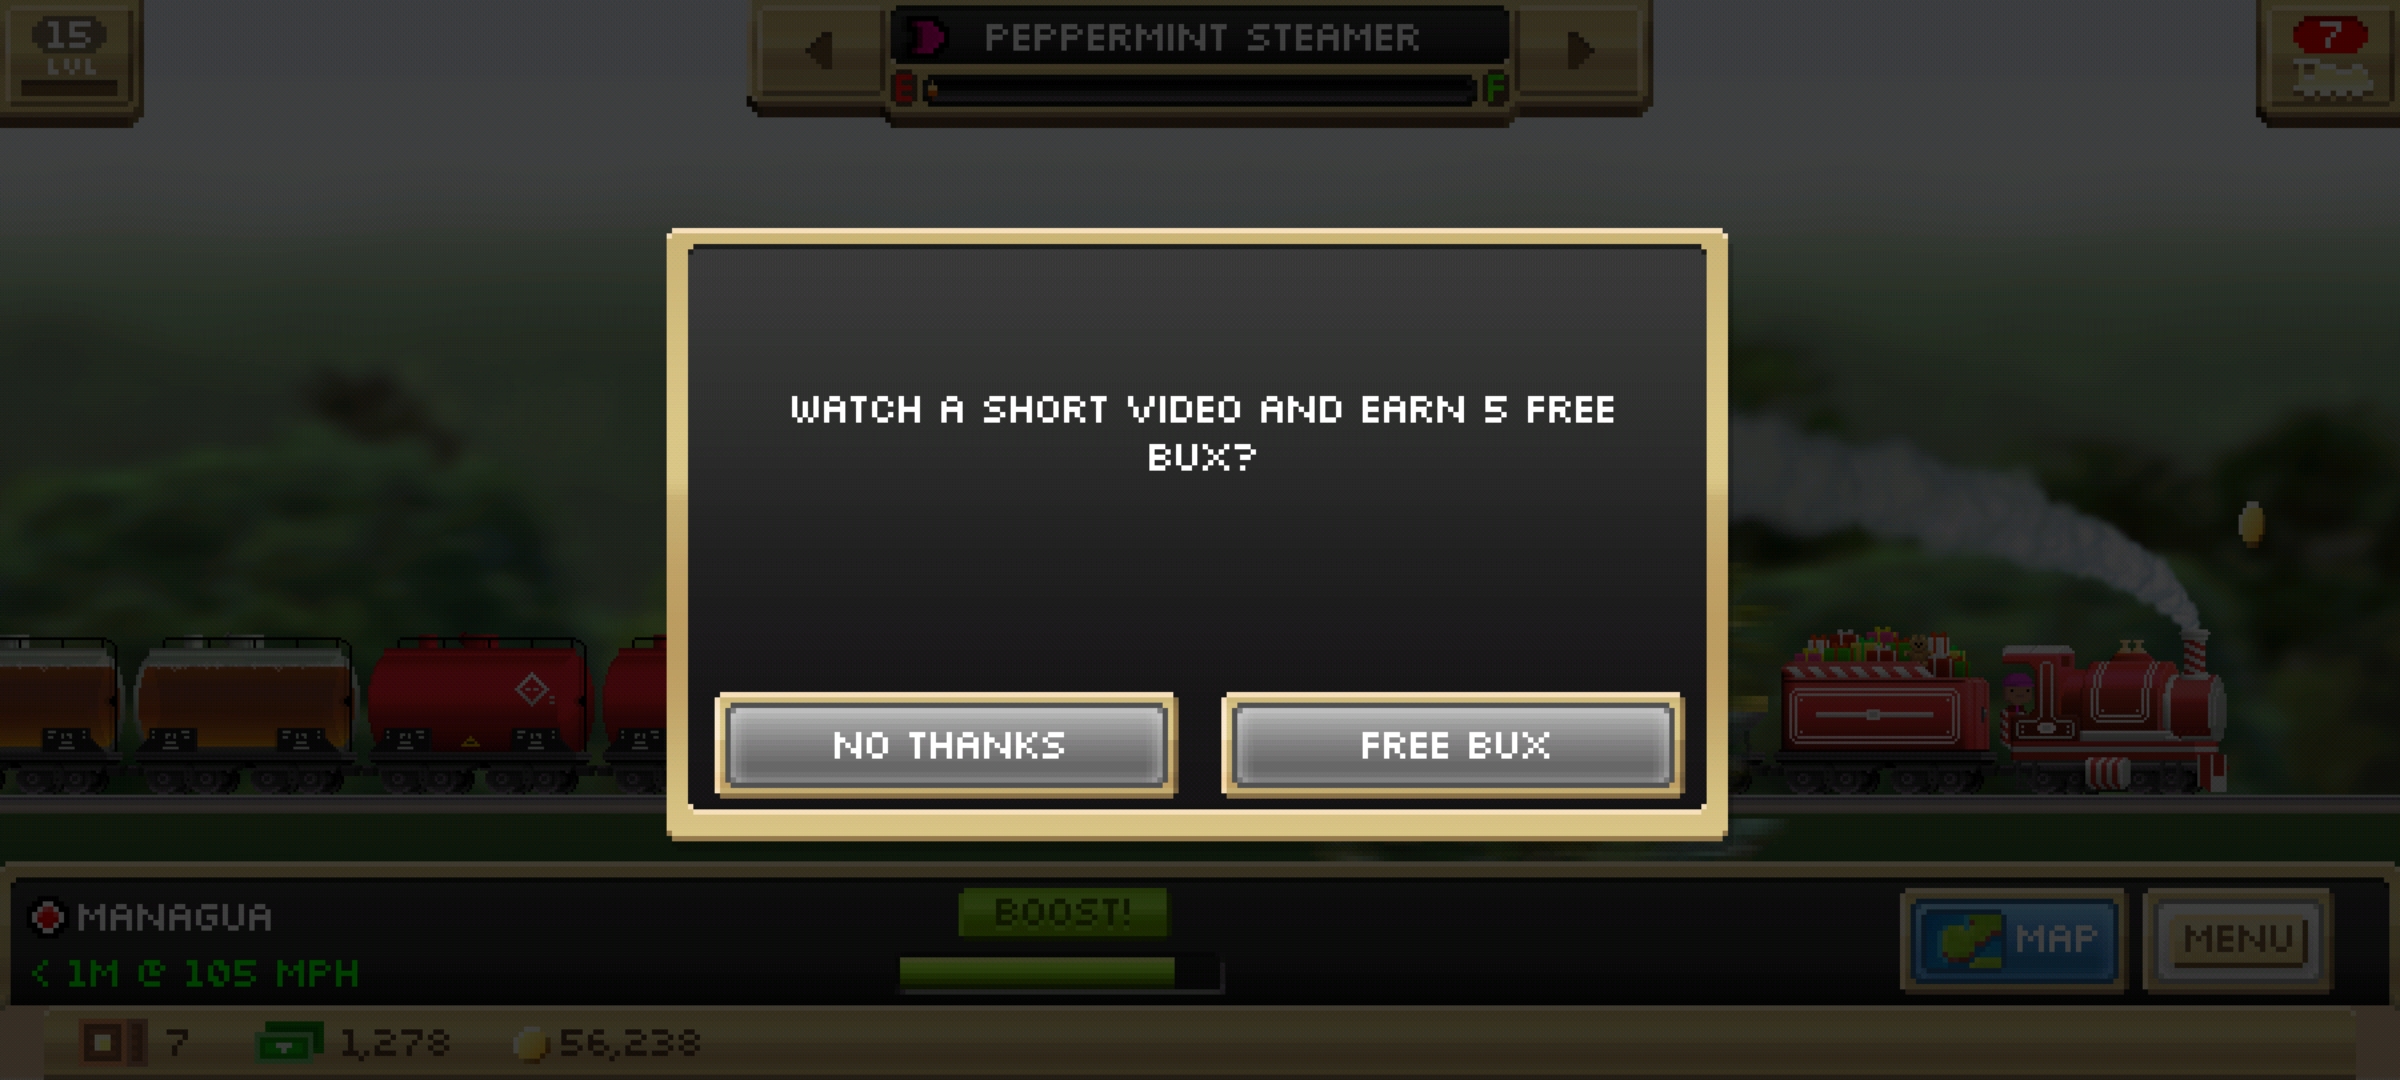 15
LVL
PEPPERMINT STEAMER
E F
7
WATCH A SHORT VIDEO AND EARN 5 FREE
BUX?
NO THANKS
FREE BUX
MANAGUA
< 1M @ 105 MPH
BOOST!
MAP
MENU
7
1,278
56,238